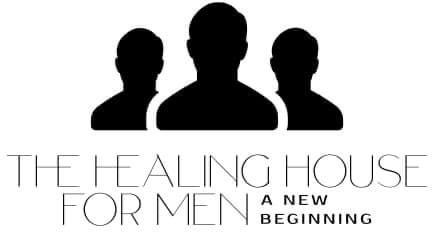 THE HEALING HOUSE
FOR MEN A NEW
BEGINNING